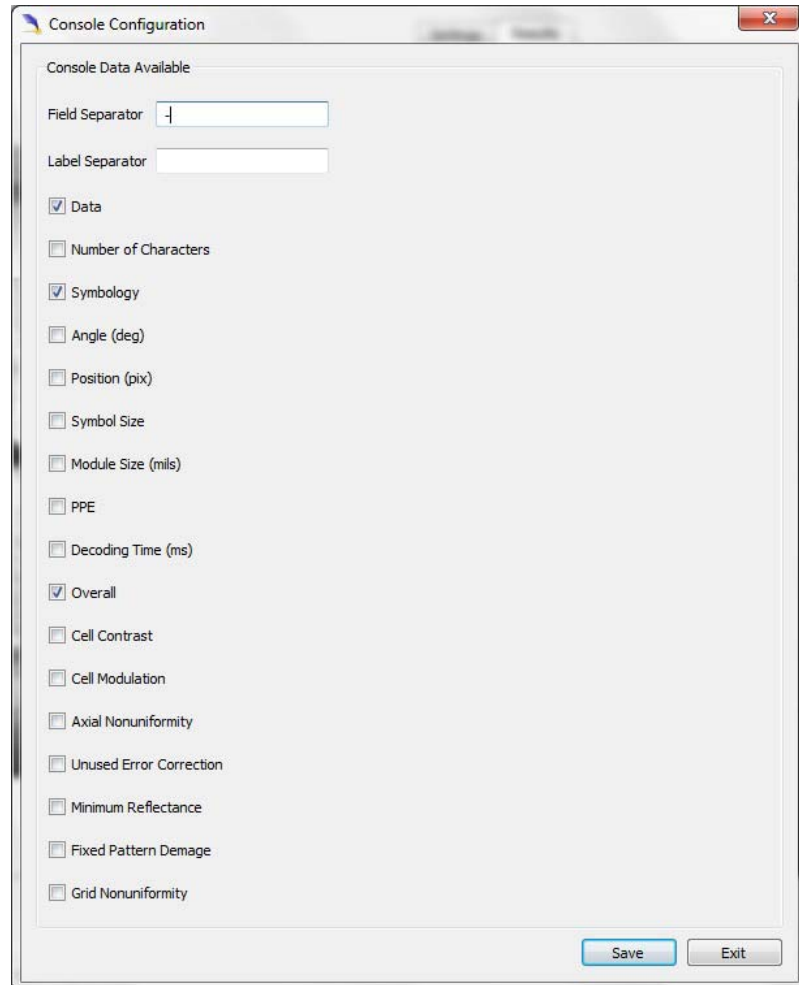 Console Configuration
Console Data Available
Field Separator -
Label Separator
Data
Number of Characters
Symbology
Angle (deg)
Position (pix)
Symbol Size
Module Size (mils)
PPE
Decoding Time (ms)
Overall
Cell Contrast
Cell Modulation
Axial Nonuniformity
Unused Error Correction
Minimum Reflectance
Fixed Pattern Demage
Grid Nonuniformity
Save Exit